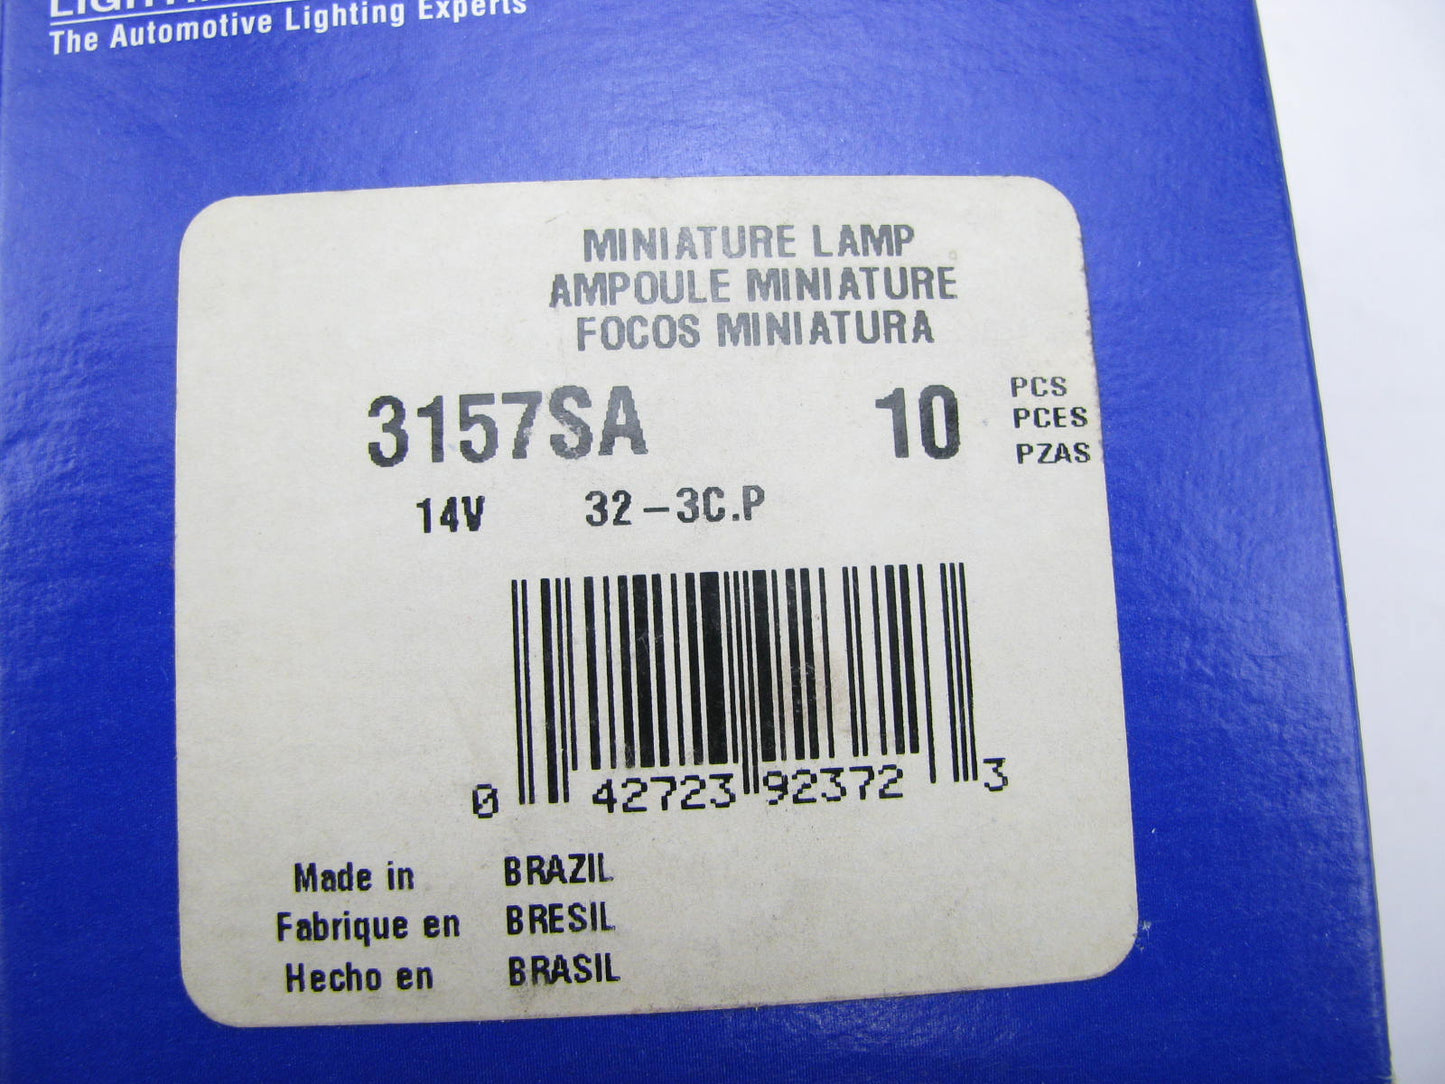 The Automotive Lighting Experts
MINIATURE LAMP
AMPOULE MINIATURE
FOCOS MINIATURA
3157SA 10 PCS
PCES
PZAS
14V 32-3C.P
0 42723 92372 3
Made in BRAZIL
Fabrique en BRESIL
Hecho en BRASIL